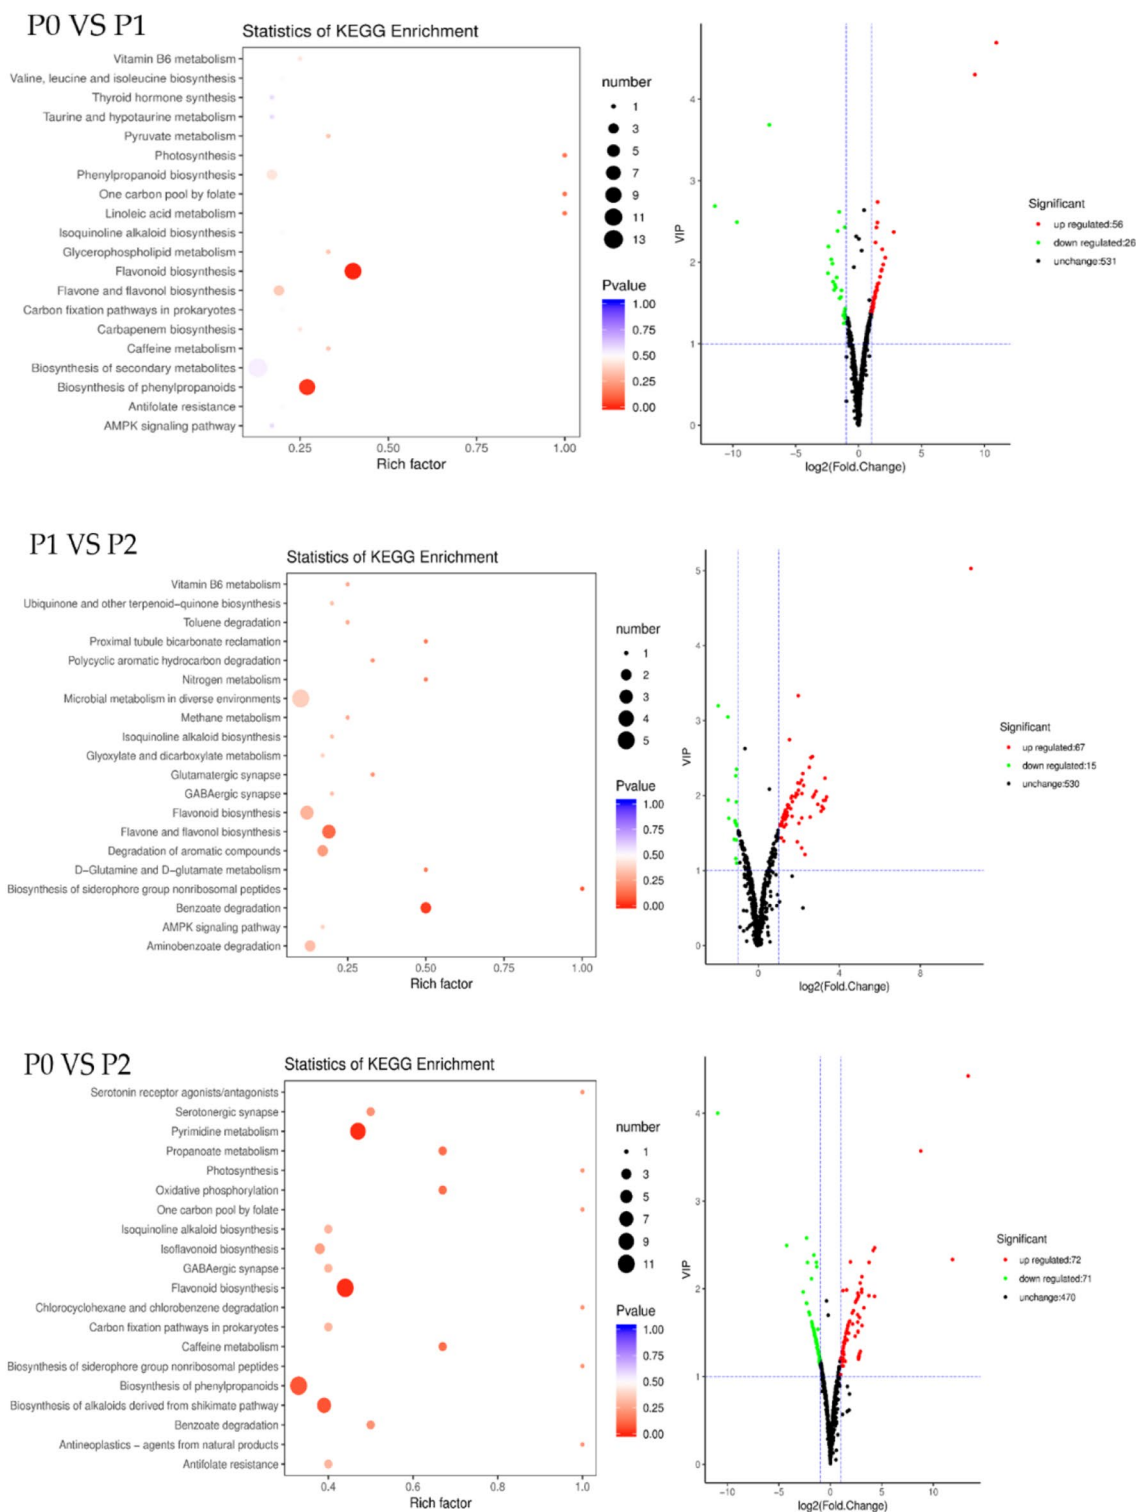 P0 VS P1
Statistics of KEGG Enrichment
Vitamin B6 metabolism
Valine, leucine and isoleucine biosynthesis
Thyroid hormone synthesis
Taurine and hypotaurine metabolism
Pyruvate metabolism
Photosynthesis
Phenylpropanoid biosynthesis
One carbon pool by folate
Linoleic acid metabolism
Isoquinoline alkaloid biosynthesis
Glycerophospholipid metabolism
Flavonoid biosynthesis
Flavone and flavonol biosynthesis
Carbon fixation pathways in prokaryotes
Carbapenem biosynthesis
Caffeine metabolism
Biosynthesis of secondary metabolites
Biosynthesis of phenylpropanoids
Antifolate resistance
AMPK signaling pathway
0.25 0.50 0.75 1.00
Rich factor
number
1
3
5
7
9
11
13
Pvalue
1.00
0.75
0.50
0.25
0.00
VIP
4
3
2
1
0
−10 −5 0 5 10
log2(Fold.Change)
Significant
up regulated:56
down regulated:26
unchange:531
P1 VS P2
Statistics of KEGG Enrichment
Vitamin B6 metabolism
Ubiquinone and other terpenoid−quinone biosynthesis
Toluene degradation
Proximal tubule bicarbonate reclamation
Polycyclic aromatic hydrocarbon degradation
Nitrogen metabolism
Microbial metabolism in diverse environments
Methane metabolism
Isoquinoline alkaloid biosynthesis
Glyoxylate and dicarboxylate metabolism
Glutamatergic synapse
GABAergic synapse
Flavonoid biosynthesis
Flavone and flavonol biosynthesis
Degradation of aromatic compounds
D−Glutamine and D−glutamate metabolism
Biosynthesis of siderophore group nonribosomal peptides
Benzoate degradation
AMPK signaling pathway
Aminobenzoate degradation
0.25 0.50 0.75 1.00
Rich factor
number
1
2
3
4
5
Pvalue
1.00
0.75
0.50
0.25
0.00
VIP
5
4
3
2
1
0
0 4 8
log2(Fold.Change)
Significant
up regulated:67
down regulated:15
unchange:530
P0 VS P2
Statistics of KEGG Enrichment
Serotonin receptor agonists/antagonists
Serotonergic synapse
Pyrimidine metabolism
Propanoate metabolism
Photosynthesis
Oxidative phosphorylation
One carbon pool by folate
Isoquinoline alkaloid biosynthesis
Isoflavonoid biosynthesis
GABAergic synapse
Flavonoid biosynthesis
Chlorocyclohexane and chlorobenzene degradation
Carbon fixation pathways in prokaryotes
Caffeine metabolism
Biosynthesis of siderophore group nonribosomal peptides
Biosynthesis of phenylpropanoids
Biosynthesis of alkaloids derived from shikimate pathway
Benzoate degradation
Antineoplastics − agents from natural products
Antifolate resistance
0.4 0.6 0.8 1.0
Rich factor
number
1
3
5
7
9
11
Pvalue
1.00
0.75
0.50
0.25
0.00
VIP
4
3
2
1
0
−10 −5 0 5 10
log2(Fold.Change)
Significant
up regulated:72
down regulated:71
unchange:470